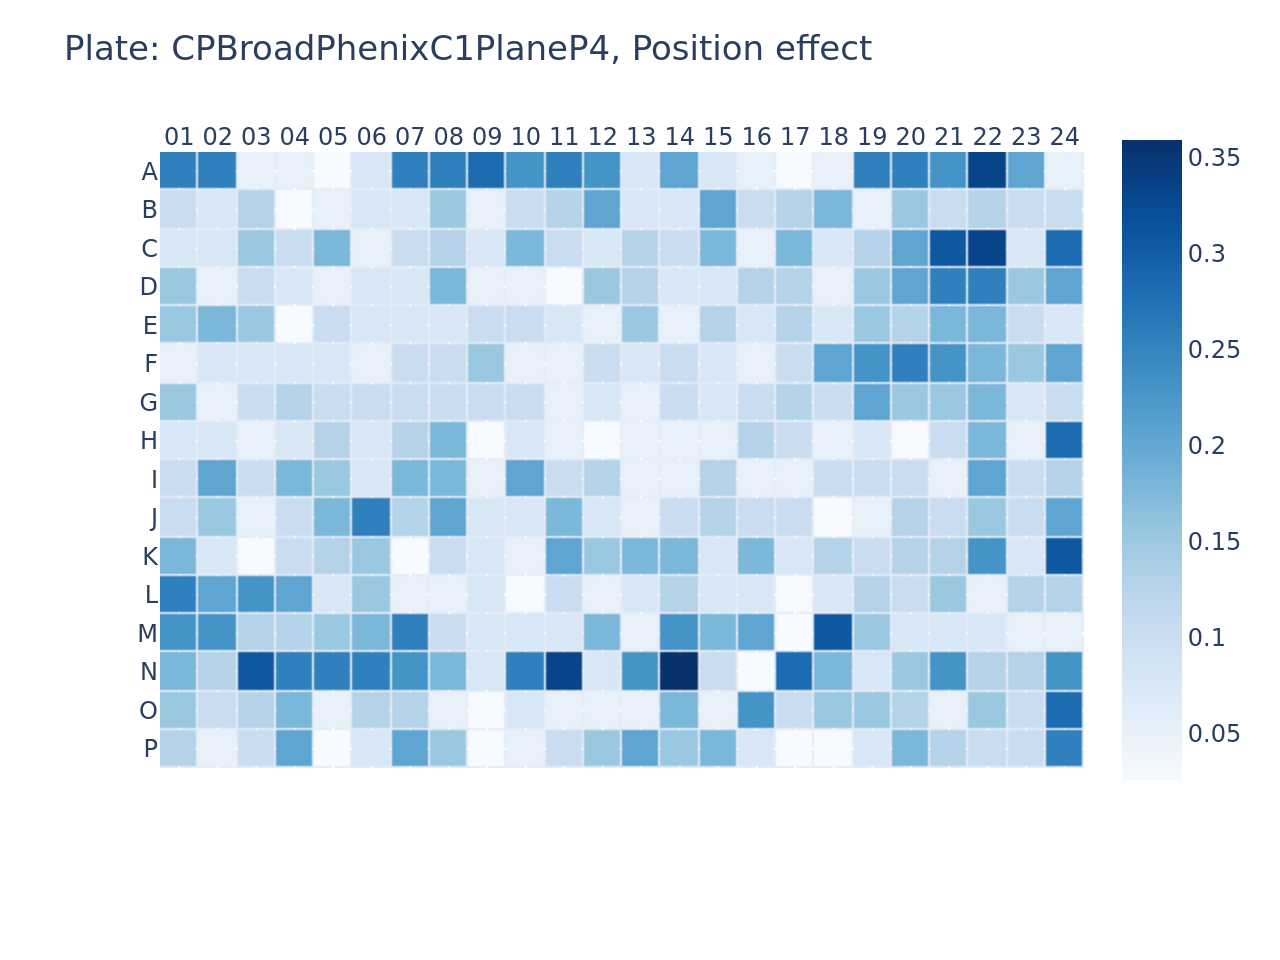 Plate: CPBroadPhenixC1PlaneP4, Position effect
01 02 03 04 05 06 07 08 09 10 11 12 13 14 15 16 17 18 19 20 21 22 23 24
A
B
C
D
E
F
G
H
I
J
K
L
M
N
O
P
0.35
0.3
0.25
0.2
0.15
0.1
0.05